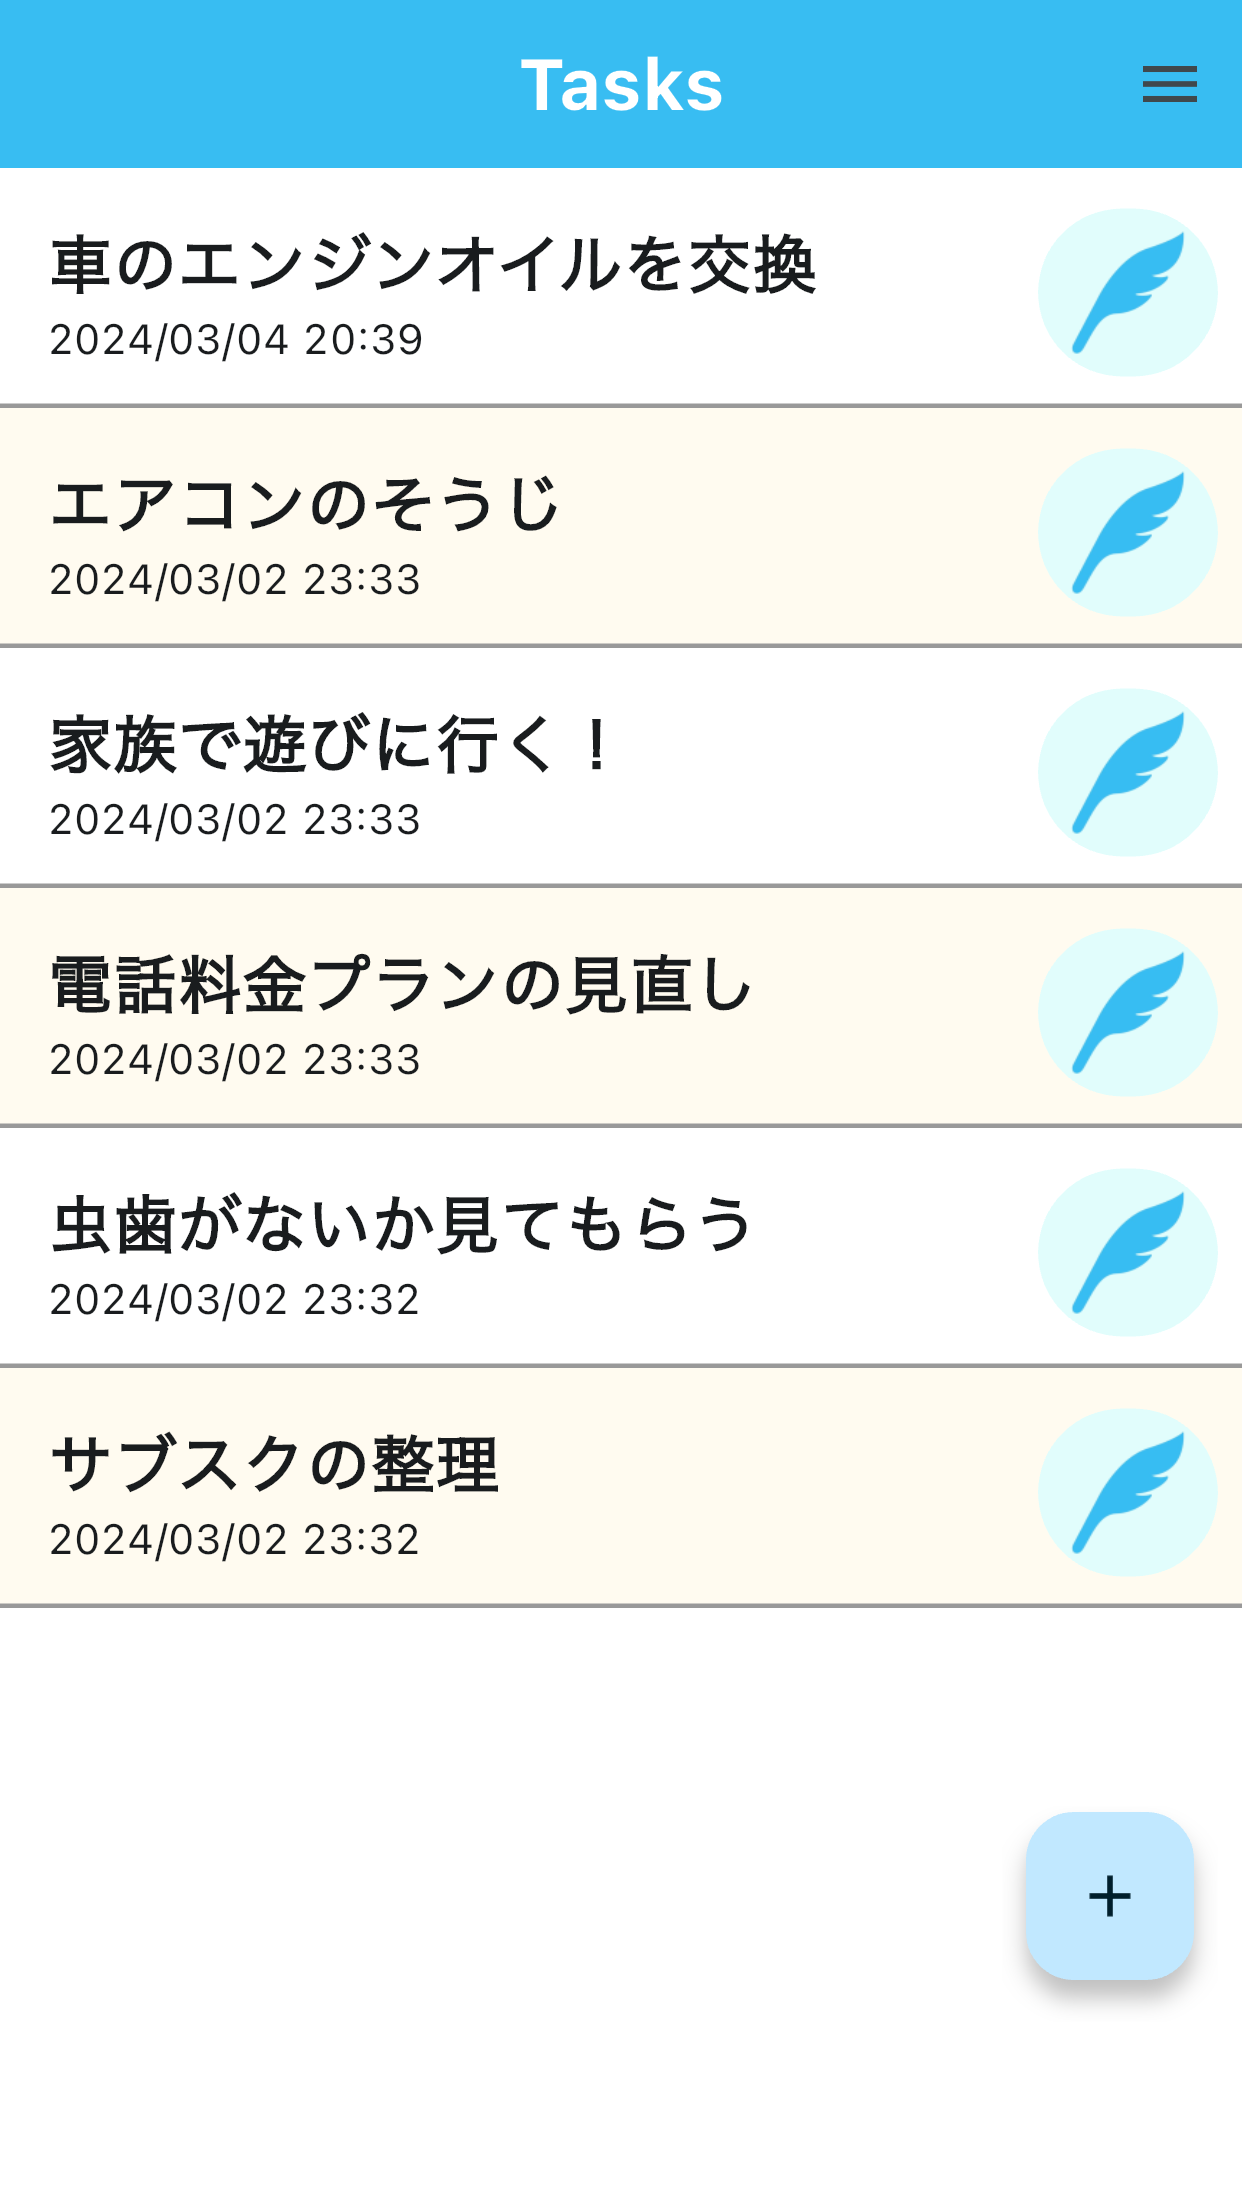 Tasks
車のエンジンオイルを交換
2024/03/04 20:39
エアコンのそうじ
2024/03/02 23:33
家族で遊びに行く！
2024/03/02 23:33
電話料金プランの見直し
2024/03/02 23:33
虫歯がないか見てもらう
2024/03/02 23:32
サブスクの整理
2024/03/02 23:32
+